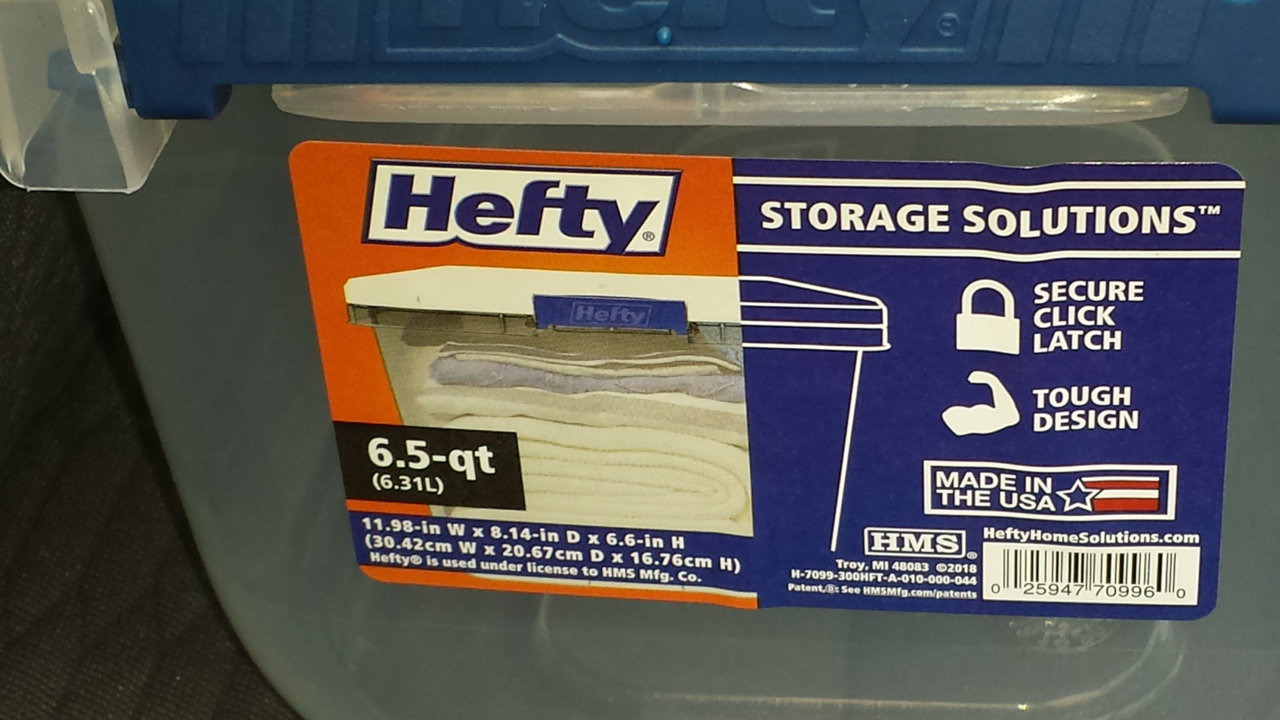 Hefty®
Hefty®
STORAGE SOLUTIONS™
Hefty
SECURE
CLICK
LATCH
TOUGH
DESIGN
6.5-qt
(6.31L)
MADE IN
THE USA
11.98-in W x 8.14-in D x 6.6-in H
(30.42cm W x 20.67cm D x 16.76cm H)
Hefty® is used under license to HMS Mfg. Co.
HMS®
HeftyHomeSolutions.com
Troy, MI 48083 ©2018
H-7099-300HFT-A-010-000-044
Patent,®: See HMSMfg.com/patents
0 25947 70996 0